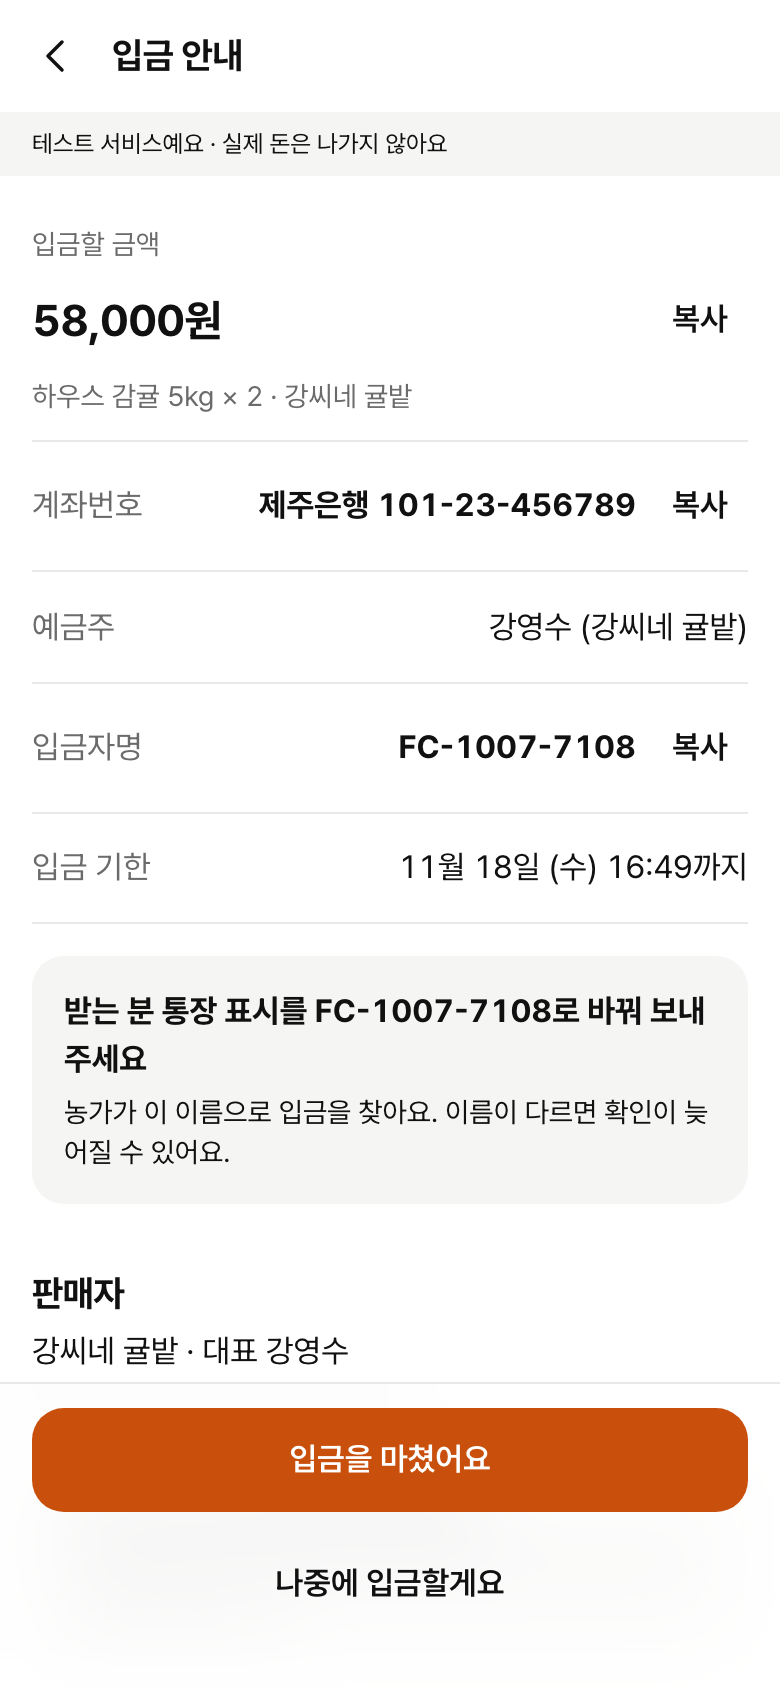 입금 안내
테스트 서비스예요 · 실제 돈은 나가지 않아요
입금할 금액
58,000원 복사
하우스 감귤 5kg × 2 · 강씨네 귤밭
계좌번호 제주은행 101-23-456789 복사
예금주 강영수 (강씨네 귤밭)
입금자명 FC-1007-7108 복사
입금 기한 11월 18일 (수) 16:49까지
받는 분 통장 표시를 FC-1007-7108로 바꿔 보내
주세요
농가가 이 이름으로 입금을 찾아요. 이름이 다르면 확인이 늦
어질 수 있어요.
판매자
강씨네 귤밭 · 대표 강영수
입금을 마쳤어요
나중에 입금할게요